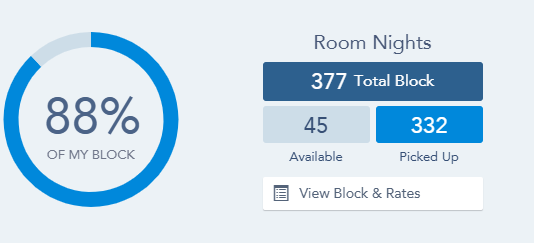 88%
OF MY BLOCK
Room Nights
377 Total Block
45
332
Available
Picked Up
View Block & Rates